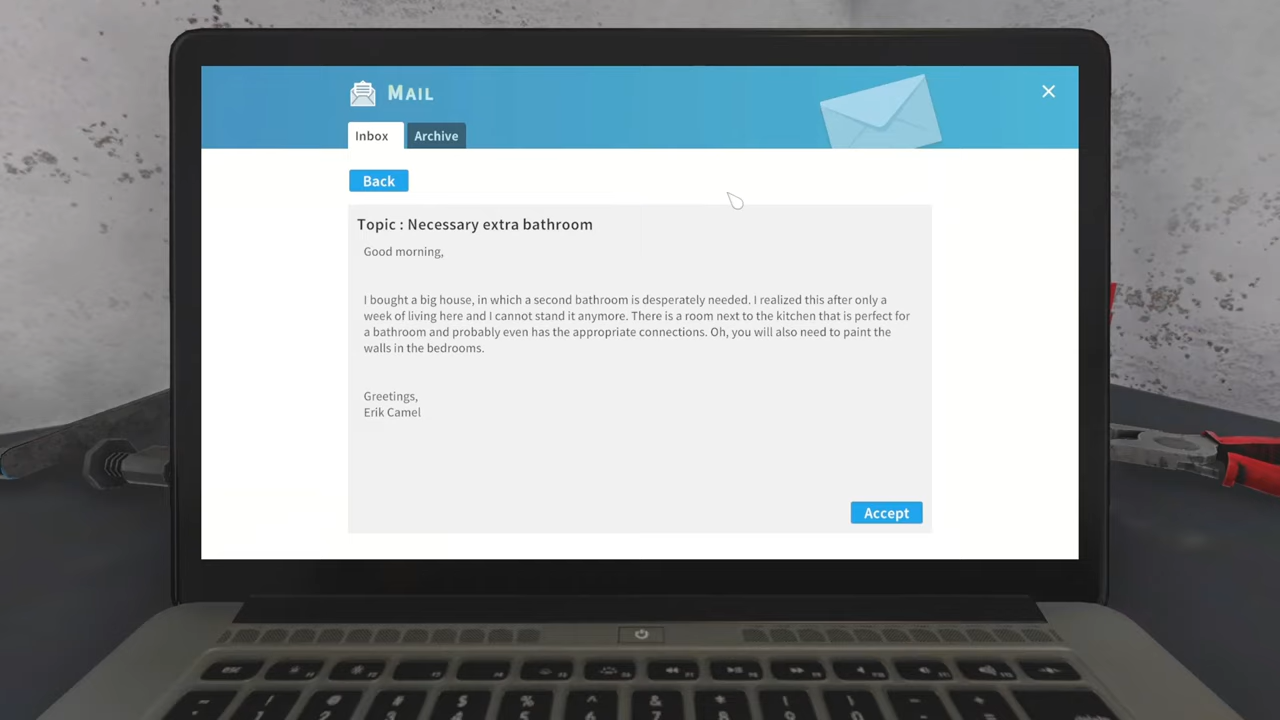 MAIL
Inbox
Archive
Back
Topic : Necessary extra bathroom
Good morning,
I bought a big house, in which a second bathroom is desperately needed. I realized this after only a
week of living here and I cannot stand it anymore. There is a room next to the kitchen that is perfect for
a bathroom and probably even has the appropriate connections. Oh, you will also need to paint the
walls in the bedrooms.
Greetings,
Erik Camel
Accept